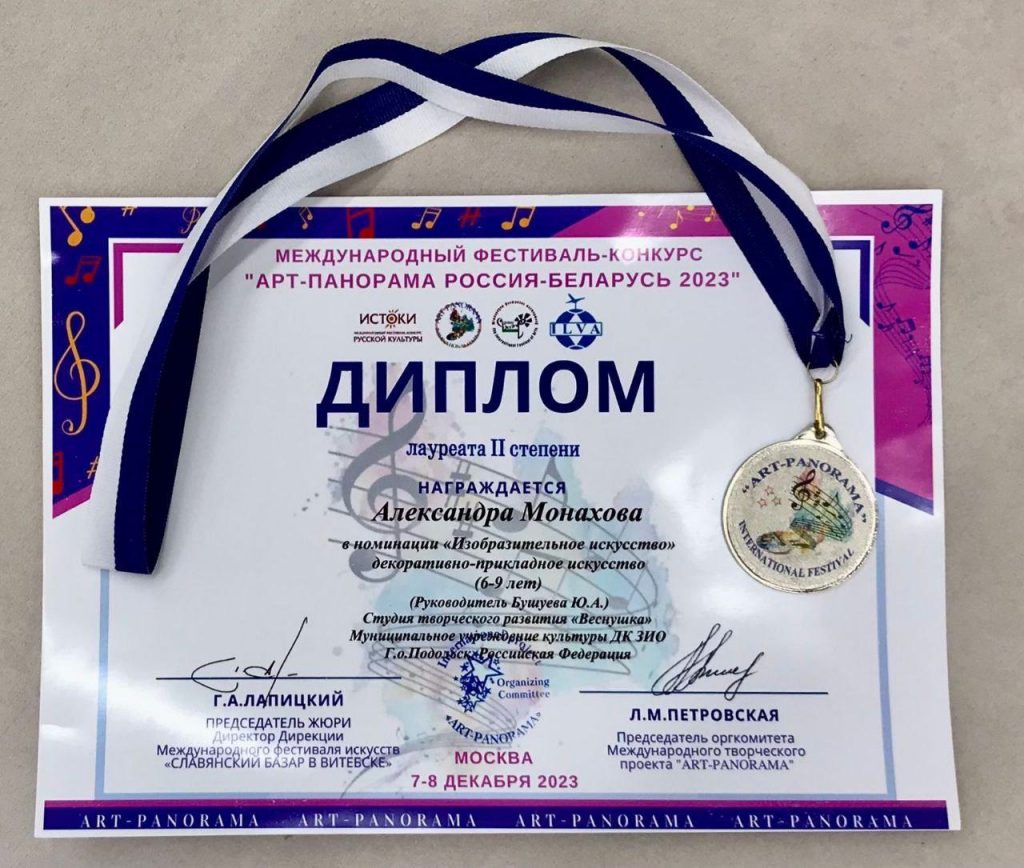 МЕЖДУНАРОДНЫЙ ФЕСТИВАЛЬ-КОНКУРС
"АРТ-ПАНОРАМА РОССИЯ-БЕЛАРУСЬ 2023"
ИСТОКИ
РУССКОЙ КУЛЬТУРЫ
ILVA
ДИПЛОМ
лауреата II степени
НАГРАЖДАЕТСЯ
Александра Монахова
в номинации «Изобразительное искусство»
декоративно-прикладное искусство
(6-9 лет)
(Руководитель Бушуева Ю.А.)
Студия творческого развития «Веснушка»
Муниципальное учреждение культуры ДК ЗИО
Г.о.Подольск Российская Федерация
"ART-PANORAMA"
INTERNATIONAL FESTIVAL
International
Organizing
Committee
«ART-PANORAMA»
Г.А.ЛАПИЦКИЙ
ПРЕДСЕДАТЕЛЬ ЖЮРИ
Директор Дирекции
Международного фестиваля искусств
«СЛАВЯНСКИЙ БАЗАР В ВИТЕБСКЕ»
Л.М.ПЕТРОВСКАЯ
Председатель оргкомитета
Международного творческого
проекта "ART-PANORAMA"
МОСКВА
7-8 ДЕКАБРЯ 2023
ART-PANORAMA ART-PANORAMA ART-PANORAMA ART-PANORAMA